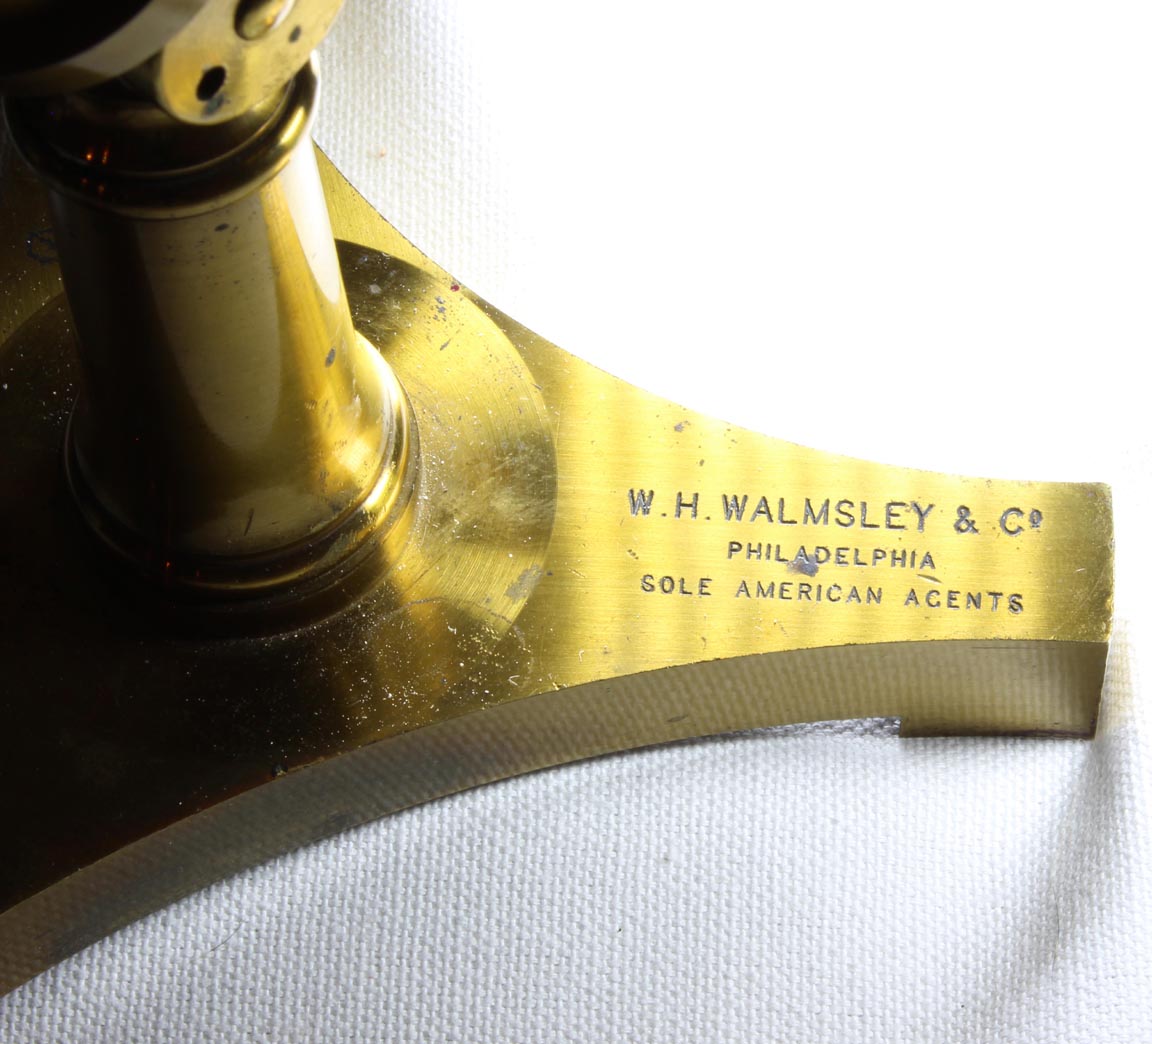 W. H. WALMSLEY & Cº
PHILADELPHIA
SOLE AMERICAN AGENTS